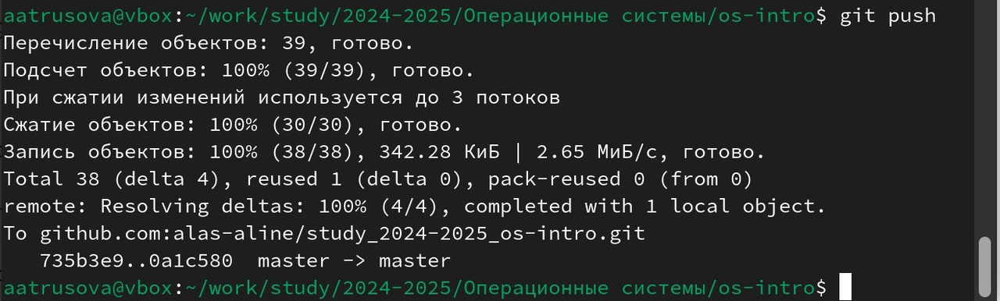 aatrusova@vbox:~/work/study/2024-2025/Операционные системы/os-intro$ git push
Перечисление объектов: 39, готово.
Подсчет объектов: 100% (39/39), готово.
При сжатии изменений используется до 3 потоков
Сжатие объектов: 100% (30/30), готово.
Запись объектов: 100% (38/38), 342.28 КиБ | 2.65 МиБ/с, готово.
Total 38 (delta 4), reused 1 (delta 0), pack-reused 0 (from 0)
remote: Resolving deltas: 100% (4/4), completed with 1 local object.
To github.com:alas-aline/study_2024-2025_os-intro.git
   735b3e9..0a1c580  master -> master
aatrusova@vbox:~/work/study/2024-2025/Операционные системы/os-intro$